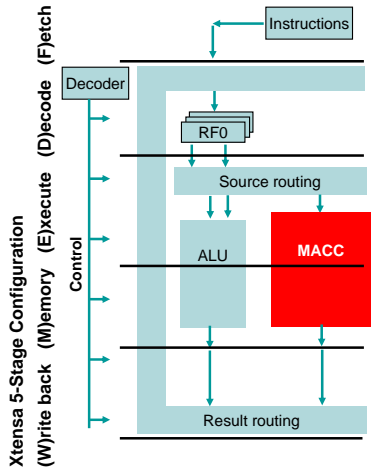 Instructions
Decoder
RF0
Source routing
ALU
MACC
Result routing
Control
Xtensa 5-Stage Configuration
(F)etch
(D)ecode
(E)xecute
(M)emory
(W)rite back